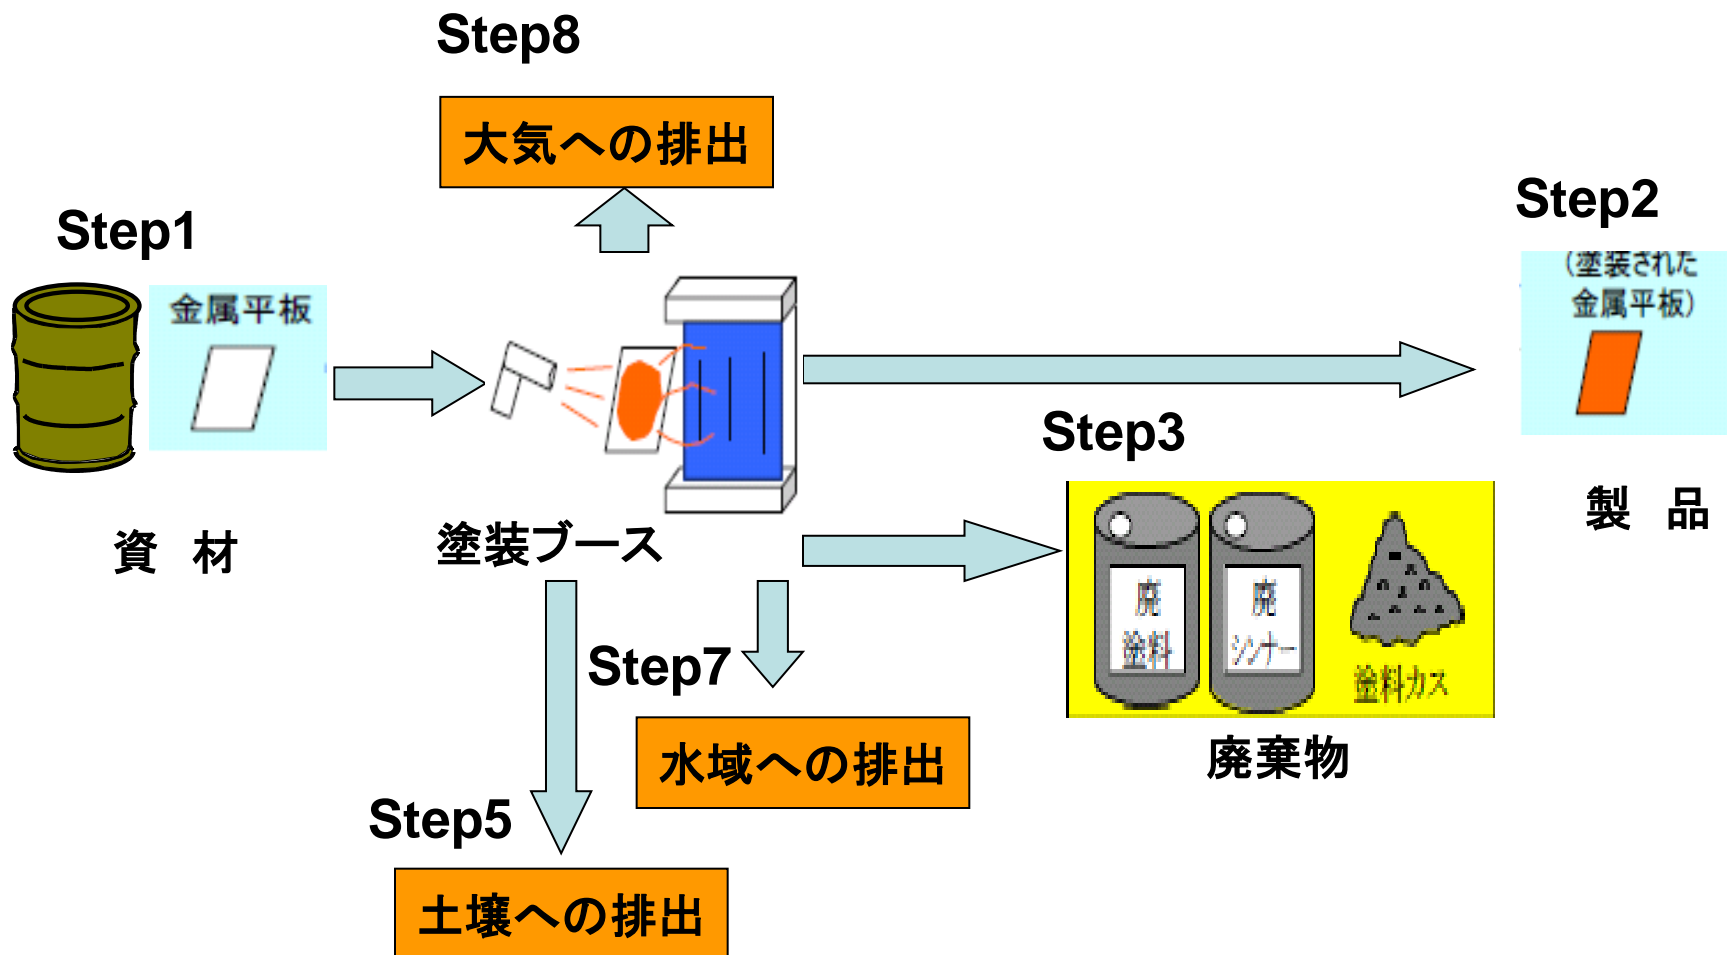 Step8
大気への排出
Step1
金属平板
資 材
塗装ブース
Step2
(塗装された
金属平板)
製 品
Step3
廃
塗料
廃
シンナー
塗料カス
廃棄物
Step7
水域への排出
Step5
土壌への排出